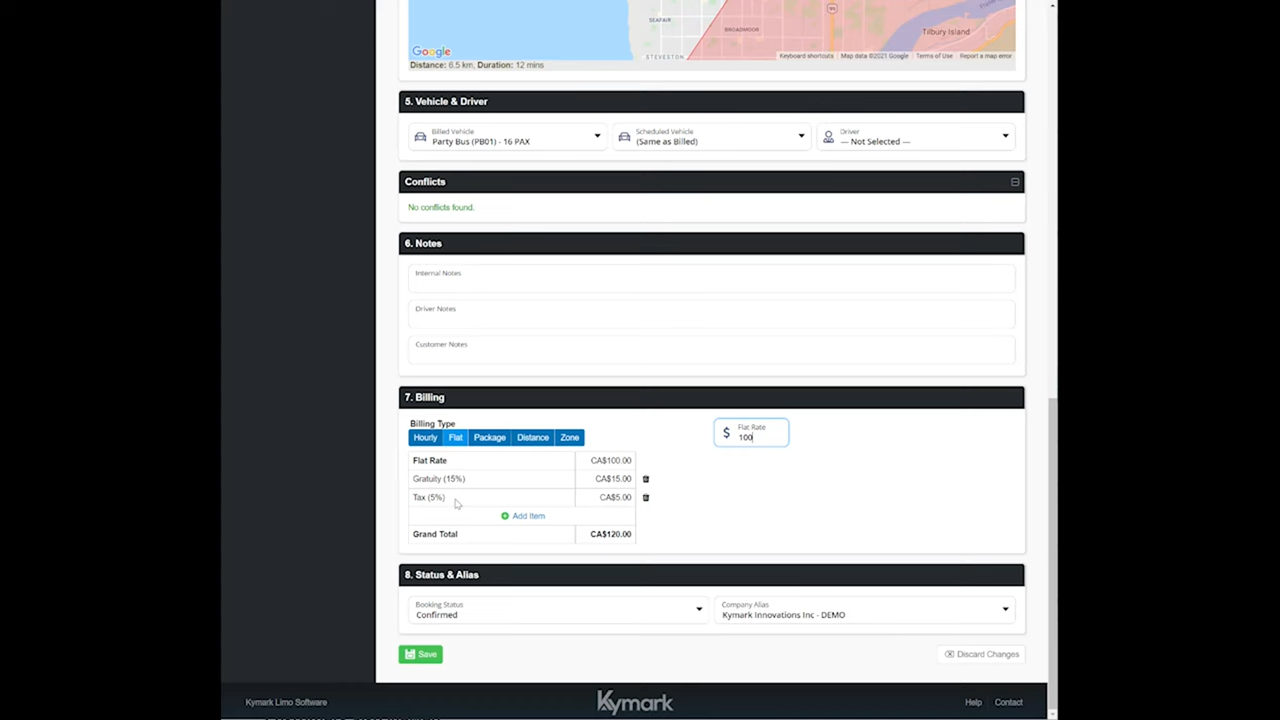 SEAFAIR
BROADMOOR
99
Tilbury Island
STEVESTON
Google
Keyboard shortcuts
Map data ©2021 Google
Terms of Use
Report a map error
Distance: 6.5 km, Duration: 12 mins
5. Vehicle & Driver
Billed Vehicle
Party Bus (PB01) - 16 PAX
Scheduled Vehicle
(Same as Billed)
Driver
— Not Selected —
Conflicts
No conflicts found.
6. Notes
Internal Notes
Driver Notes
Customer Notes
7. Billing
Billing Type
Hourly Flat Package Distance Zone
$ Flat Rate
100
Flat Rate CA$100.00
Gratuity (15%) CA$15.00
Tax (5%) CA$5.00
Add Item
Grand Total CA$120.00
8. Status & Alias
Booking Status
Confirmed
Company Alias
Kymark Innovations Inc - DEMO
Save
Discard Changes
Kymark Limo Software
Kymark
Help
Contact